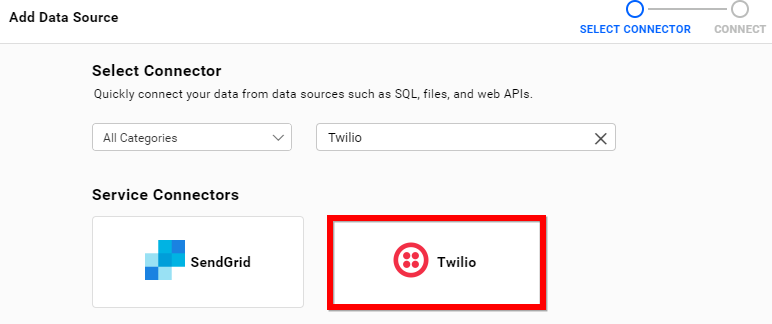 Add Data Source
SELECT CONNECTOR
CONNECT
Select Connector
Quickly connect your data from data sources such as SQL, files, and web APIs.
All Categories
Twilio
Service Connectors
SendGrid
Twilio